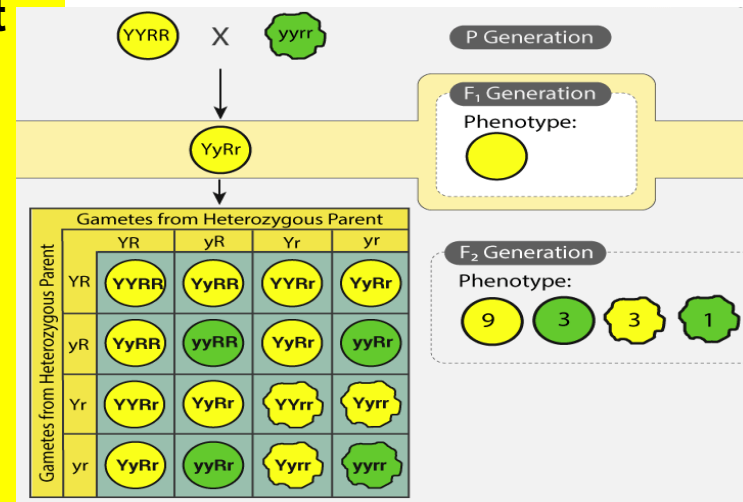 t
YYRR X yyrr P Generation
F₁ Generation
Phenotype:
YyRr
Gametes from Heterozygous Parent
YR yR Yr yr
Gametes from Heterozygous Parent
YR YYRR YyRR YYRr YyRr
yR YyRR yyRR YyRr yyRr
Yr YYRr YyRr YYrr Yyrr
yr YyRr yyRr Yyrr yyrr
F₂ Generation
Phenotype:
9 3 3 1